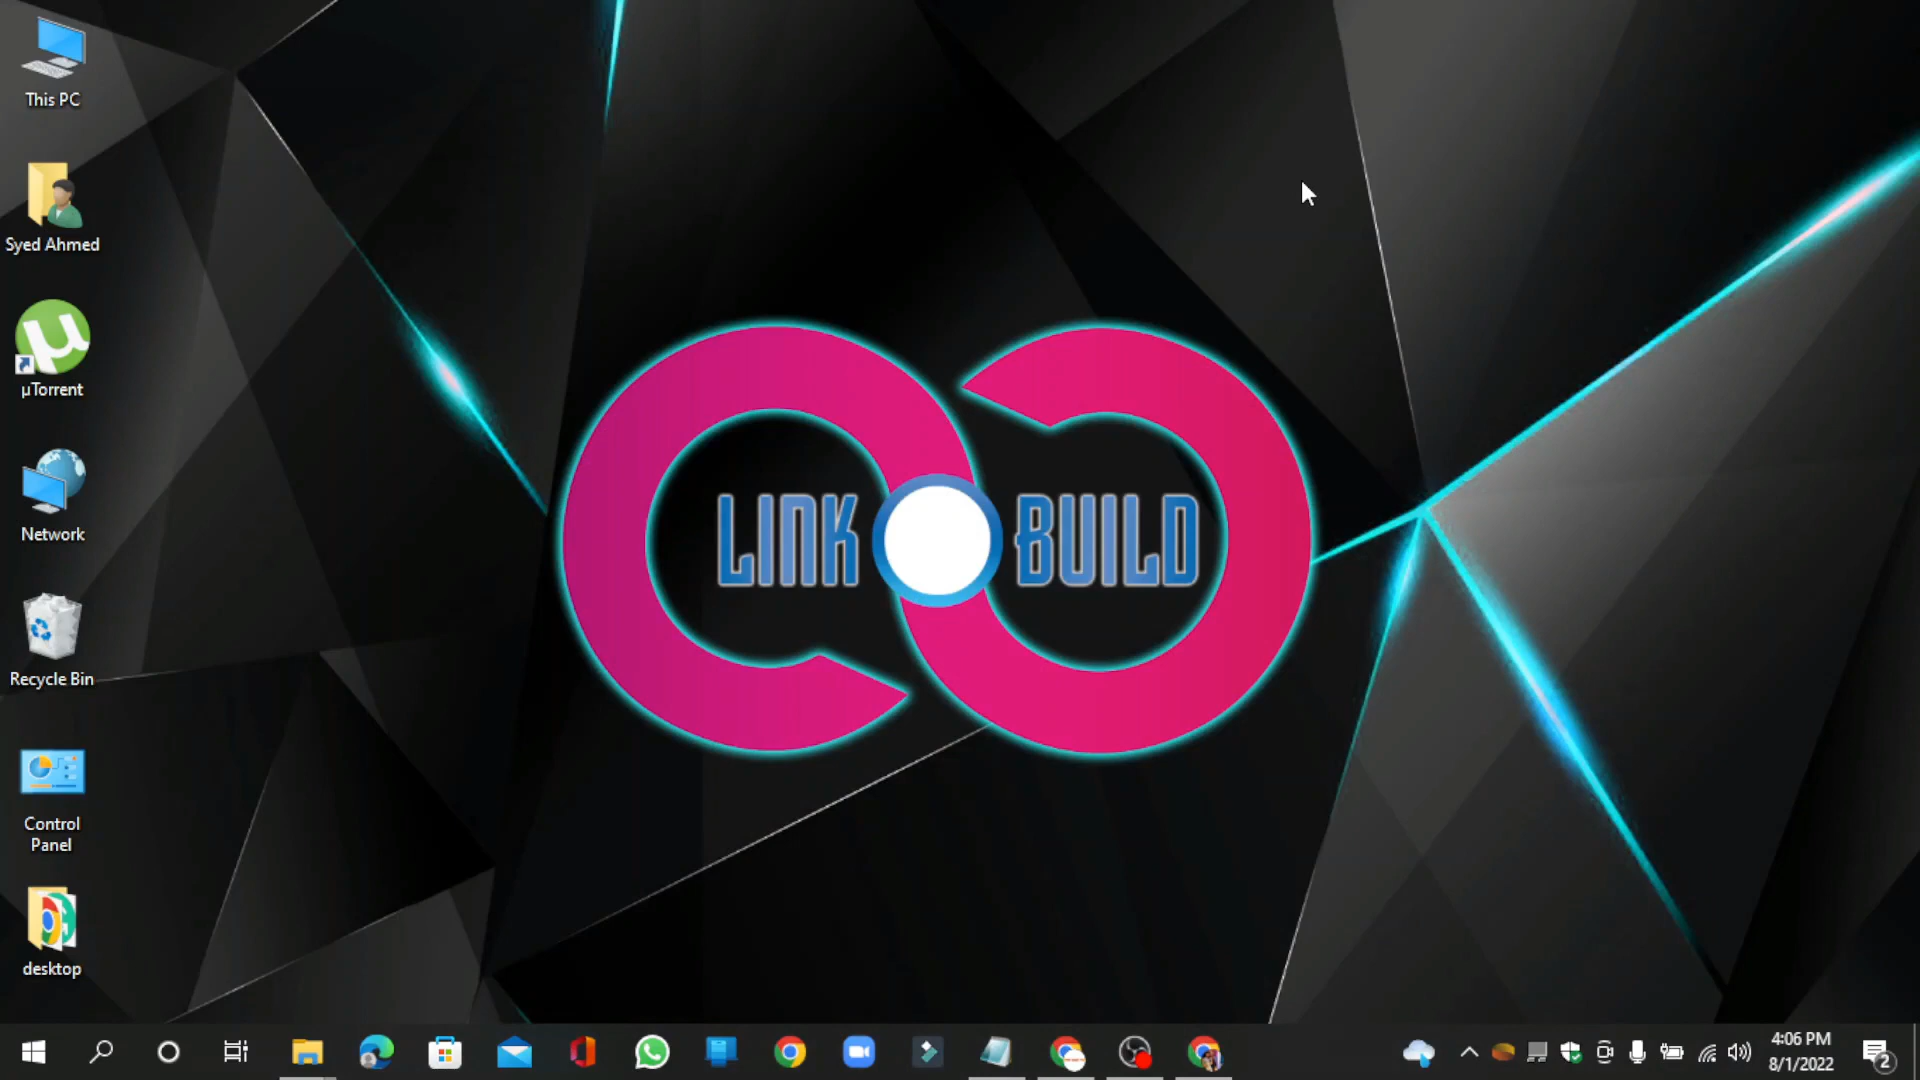 This PC
Syed Ahmed
µTorrent
Network
Recycle Bin
Control
Panel
desktop
LINK BUILD
4:06 PM
8/1/2022
2